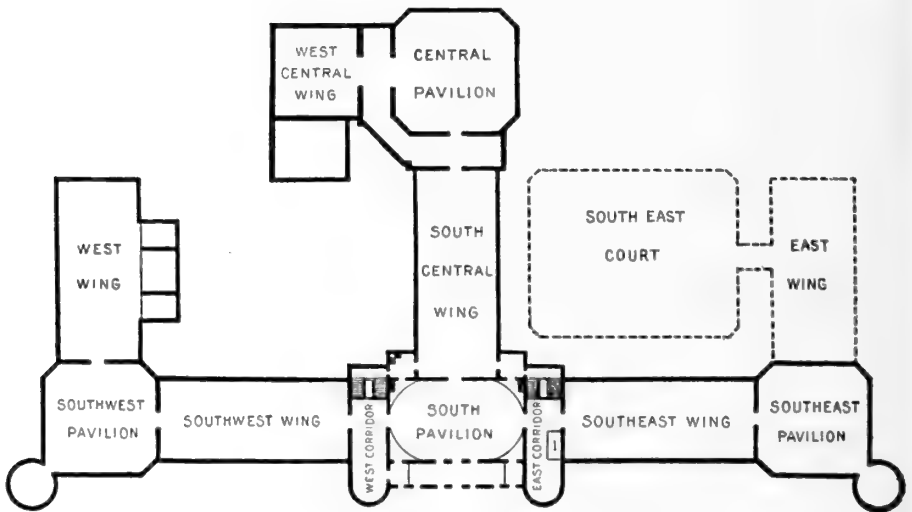 WEST
CENTRAL
WING
CENTRAL
PAVILION
WEST
WING
SOUTH
CENTRAL
WING
SOUTH EAST
COURT
EAST
WING
SOUTHWEST
PAVILION
SOUTHWEST WING
WEST CORRIDOR
SOUTH
PAVILION
EAST CORRIDOR
1
SOUTHEAST WING
SOUTHEAST
PAVILION